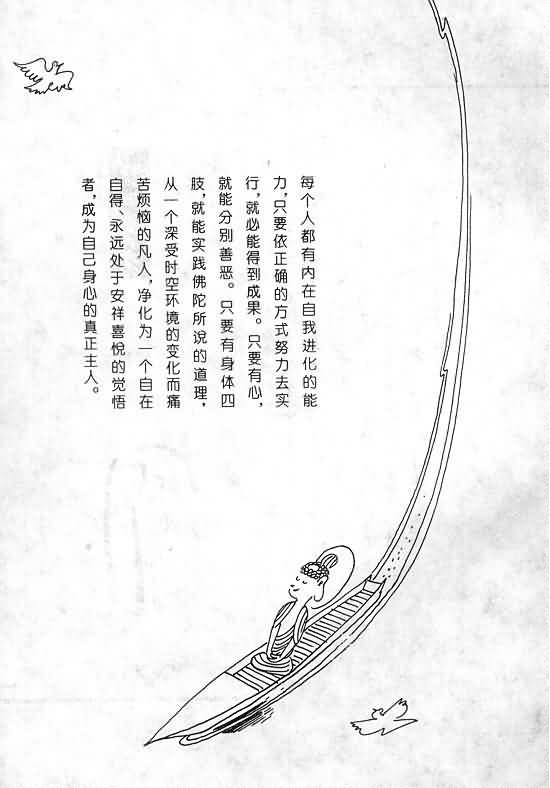 每个人都有内在自我进化的能
力，只要依正确的方式努力去实
行，就必能得到成果。只要有心，
就能分别善恶。只要有身体四
肢，就能实践佛陀所说的道理，
从一个深受时空环境的变化而痛
苦烦恼的凡人，净化为一个自在
自得、永远处于安祥喜悦的觉悟
者，成为自己身心的真正主人。